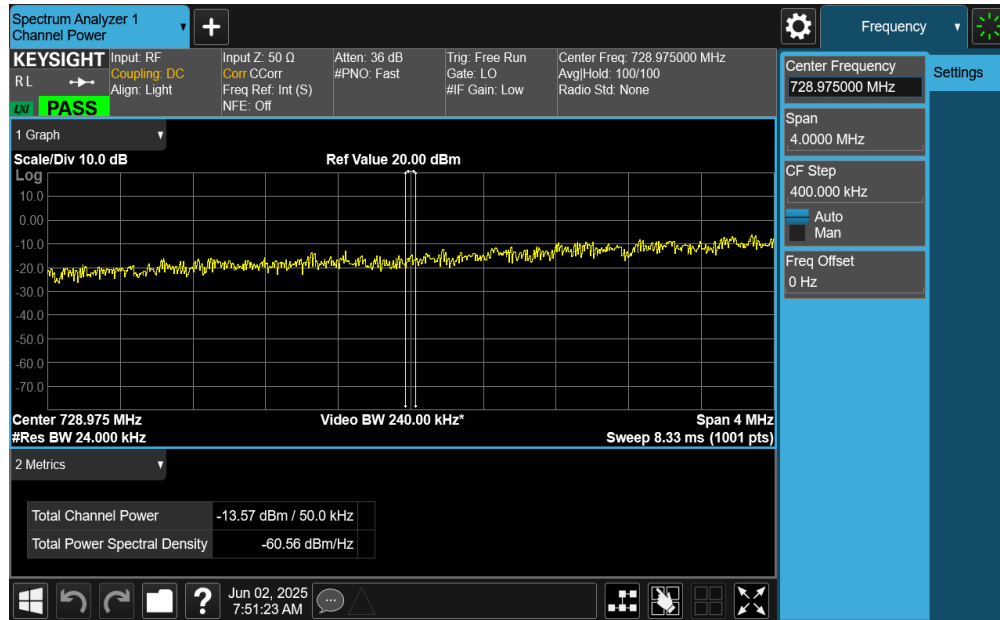 Spectrum Analyzer 1
Channel Power
+
Frequency
KEYSIGHT
R L
LXI
PASS
Input: RF
Coupling: DC
Align: Light
Input Z: 50 Ω
Corr CCorr
Freq Ref: Int (S)
NFE: Off
Atten: 36 dB
#PNO: Fast
Trig: Free Run
Gate: LO
#IF Gain: Low
Center Freq: 728.975000 MHz
Avg|Hold: 100/100
Radio Std: None
Center Frequency
728.975000 MHz
Settings
Span
4.0000 MHz
CF Step
400.000 kHz
Auto
Man
Freq Offset
0 Hz
1 Graph
Scale/Div 10.0 dB
Ref Value 20.00 dBm
Log
10.0
0.00
-10.0
-20.0
-30.0
-40.0
-50.0
-60.0
-70.0
Center 728.975 MHz
Video BW 240.00 kHz*
Span 4 MHz
#Res BW 24.000 kHz
Sweep 8.33 ms (1001 pts)
2 Metrics
Total Channel Power -13.57 dBm / 50.0 kHz
Total Power Spectral Density -60.56 dBm/Hz
?
Jun 02, 2025
7:51:23 AM